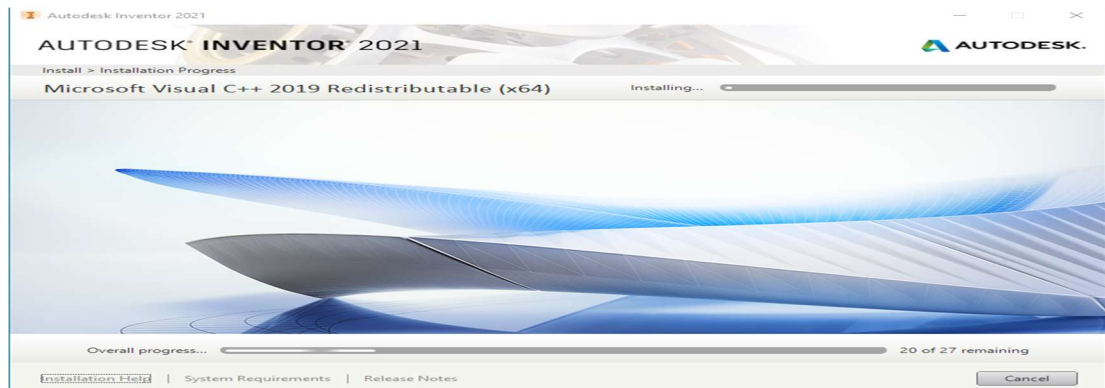 Autodesk Inventor 2021
AUTODESK® INVENTOR® 2021
AUTODESK.
Install > Installation Progress
Microsoft Visual C++ 2019 Redistributable (x64) Installing...
Overall progress... 20 of 27 remaining
Installation Help | System Requirements | Release Notes Cancel